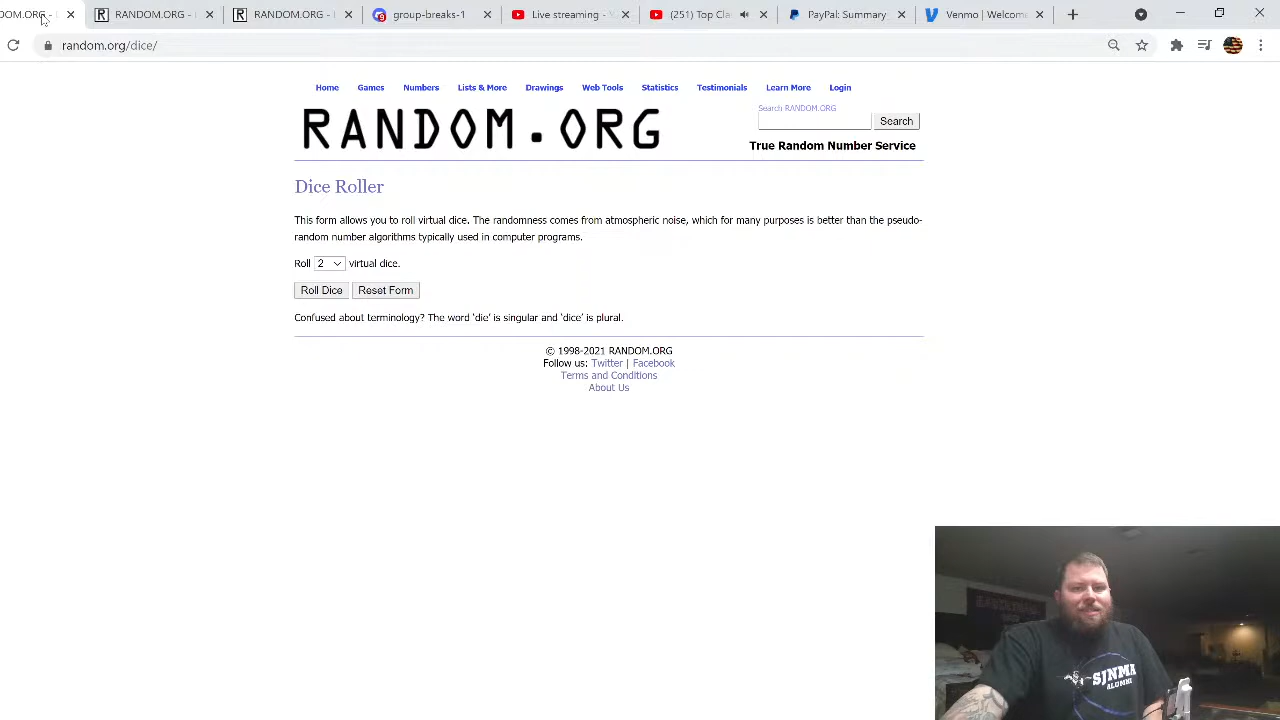 OM.ORG -
RANDOM.ORG -
RANDOM.ORG -
group-breaks-1
Live streaming -
(251) Top Cla
PayPal: Summary
Venmo | Welcome
random.org/dice/
Home Games Numbers Lists & More Drawings Web Tools Statistics Testimonials Learn More Login
RANDOM.ORG
Search RANDOM.ORG
Search
True Random Number Service
Dice Roller
This form allows you to roll virtual dice. The randomness comes from atmospheric noise, which for many purposes is better than the pseudo-
random number algorithms typically used in computer programs.
Roll 2 virtual dice.
Roll Dice Reset Form
Confused about terminology? The word ‘die’ is singular and ‘dice’ is plural.
© 1998-2021 RANDOM.ORG
Follow us: Twitter | Facebook
Terms and Conditions
About Us
SJNMA
ALUMNI